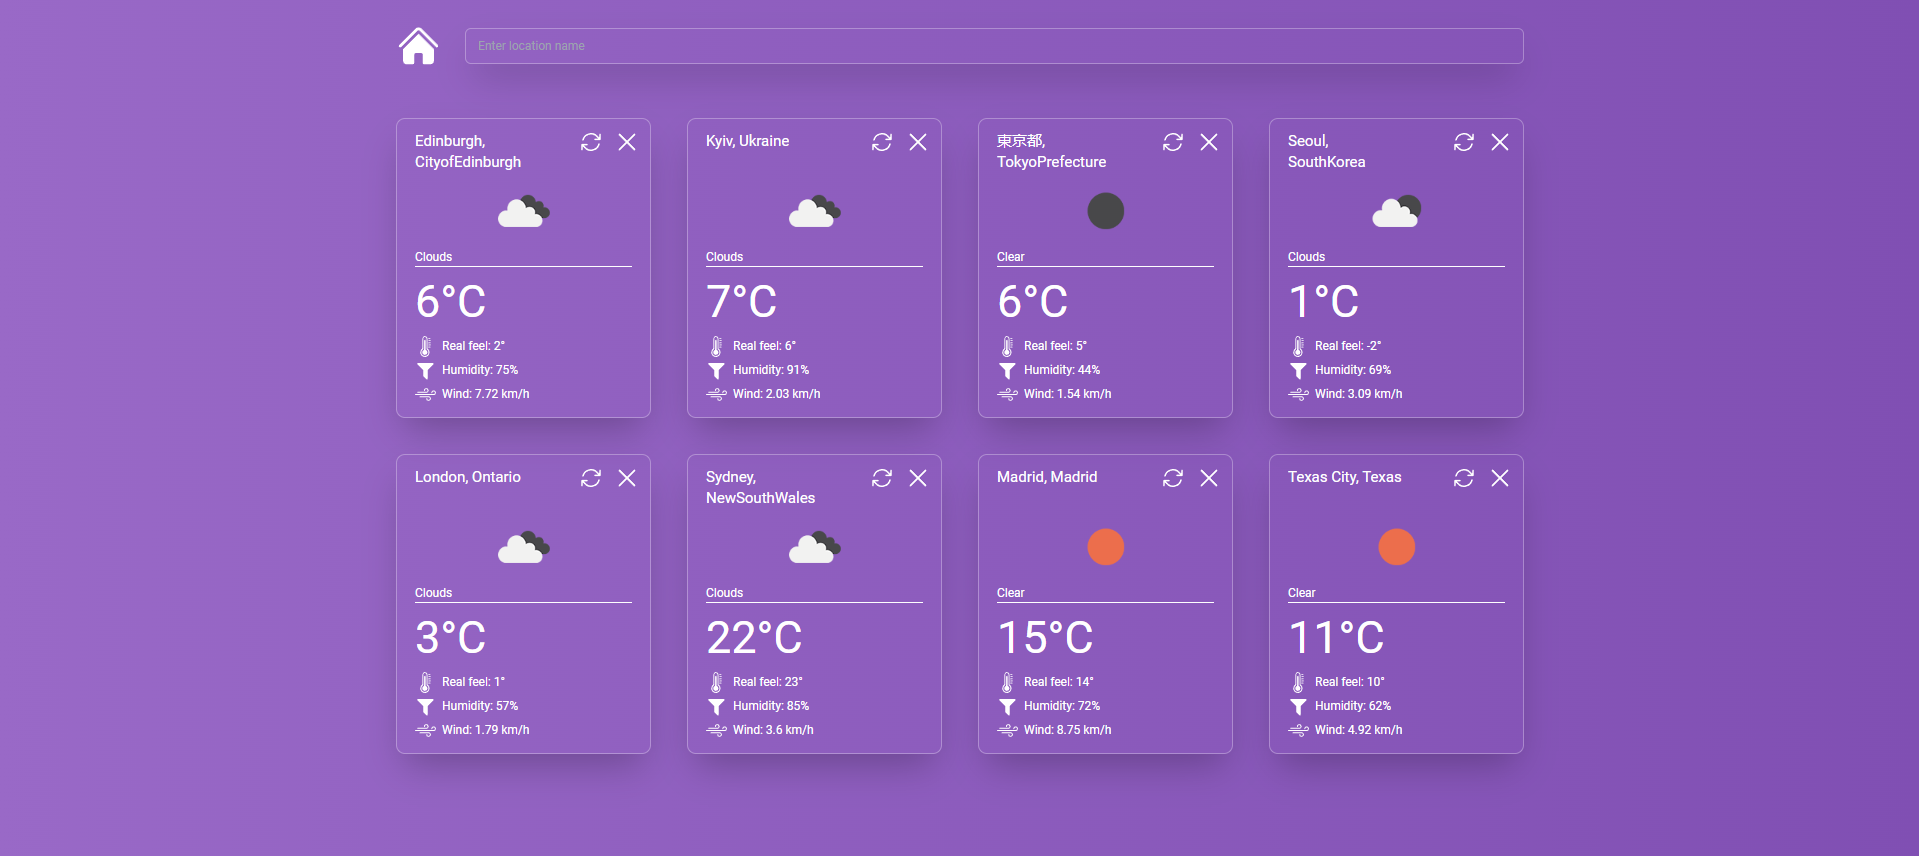 Enter location name
Edinburgh,
CityofEdinburgh
Clouds
6°C
Real feel: 2°
Humidity: 75%
Wind: 7.72 km/h
Kyiv, Ukraine
Clouds
7°C
Real feel: 6°
Humidity: 91%
Wind: 2.03 km/h
東京都,
TokyoPrefecture
Clear
6°C
Real feel: 5°
Humidity: 44%
Wind: 1.54 km/h
Seoul,
SouthKorea
Clouds
1°C
Real feel: -2°
Humidity: 69%
Wind: 3.09 km/h
London, Ontario
Clouds
3°C
Real feel: 1°
Humidity: 57%
Wind: 1.79 km/h
Sydney,
NewSouthWales
Clouds
22°C
Real feel: 23°
Humidity: 85%
Wind: 3.6 km/h
Madrid, Madrid
Clear
15°C
Real feel: 14°
Humidity: 72%
Wind: 8.75 km/h
Texas City, Texas
Clear
11°C
Real feel: 10°
Humidity: 62%
Wind: 4.92 km/h